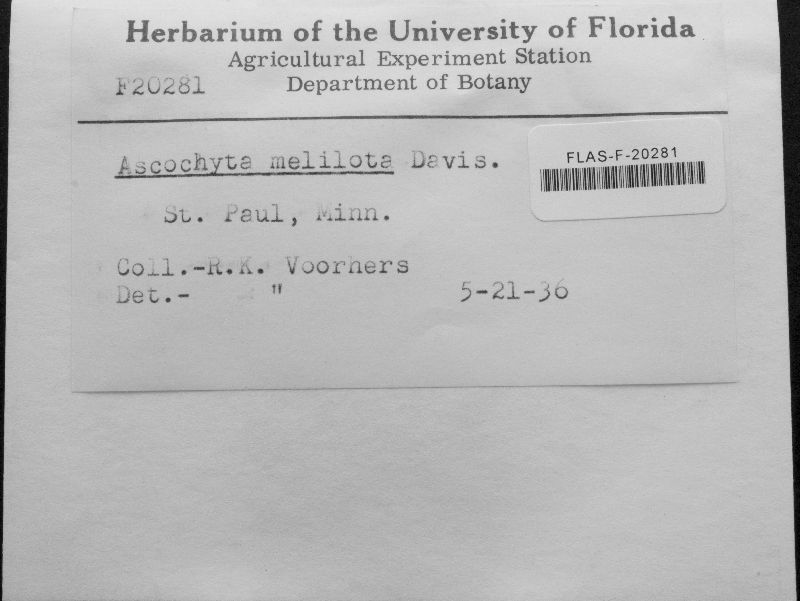 Herbarium of the University of Florida
Agricultural Experiment Station
F20281 Department of Botany
Ascochyta melilota Davis.
FLAS-F-20281
St. Paul, Minn.
Coll.-R.K. Voorhers
Det.- " 5-21-36